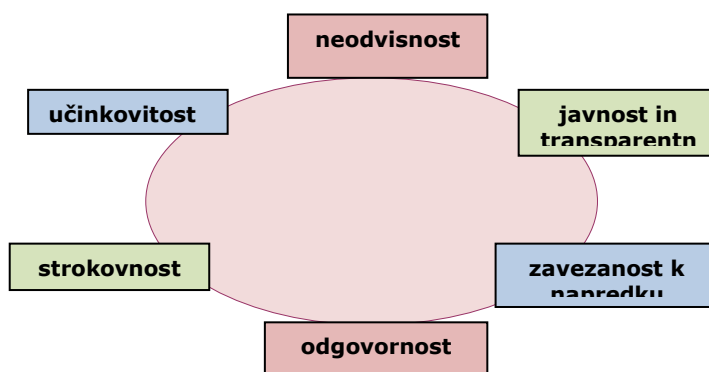 neodvisnost
učinkovitost
javnost in
transparentn
strokovnost
zavezanost k
napredku
odgovornost